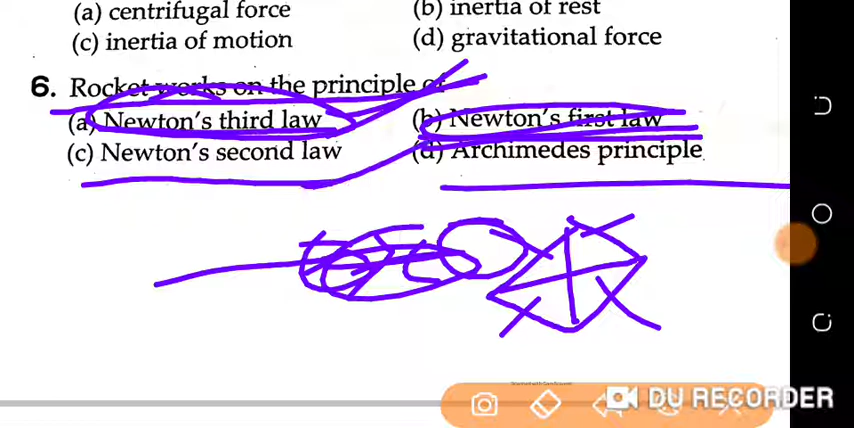 (a) centrifugal force (b) inertia of rest
(c) inertia of motion (d) gravitational force
6. Rocket works on the principle of
(a) Newton's third law (b) Newton's first law
(c) Newton's second law (d) Archimedes principle
DU RECORDER